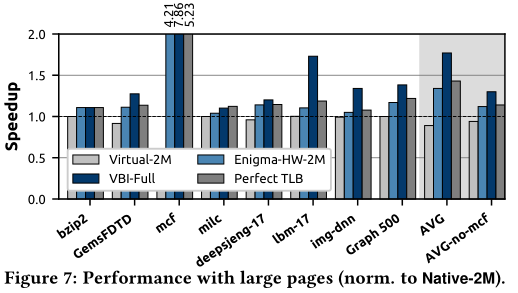 4.21
7.86
5.23
2.0
1.5
1.0
0.5
0.0
Speedup
Virtual-2M
VBI-Full
Enigma-HW-2M
Perfect TLB
bzip2
GemsFDTD
mcf
milc
deepsjeng-17
lbm-17
img-dnn
Graph 500
AVG
AVG-no-mcf
Figure 7: Performance with large pages (norm. to Native-2M).